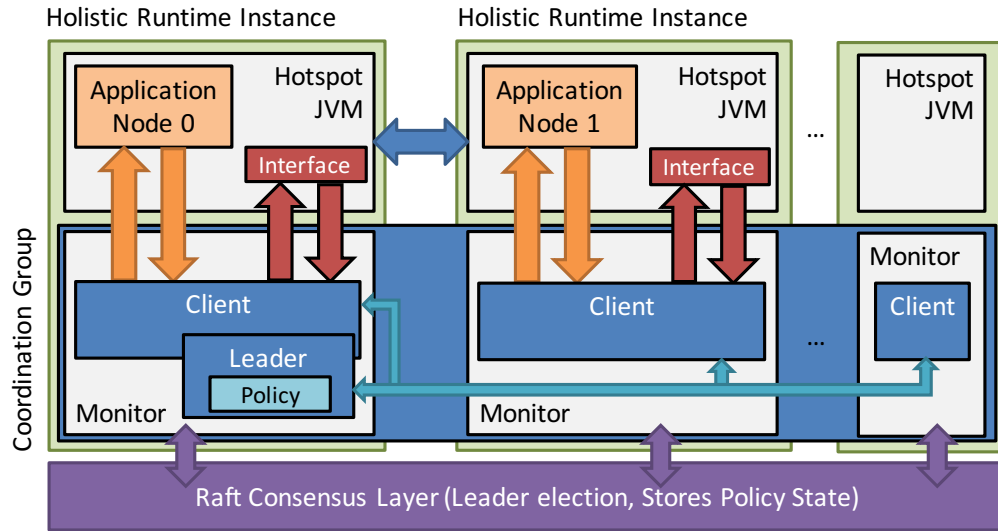 Holistic Runtime Instance
Holistic Runtime Instance
Application
Node 0
Hotspot
JVM
Interface
Application
Node 1
Hotspot
JVM
Interface
...
Hotspot
JVM
Coordination Group
Client
Leader
Policy
Monitor
Client
Monitor
...
Monitor
Client
Raft Consensus Layer (Leader election, Stores Policy State)